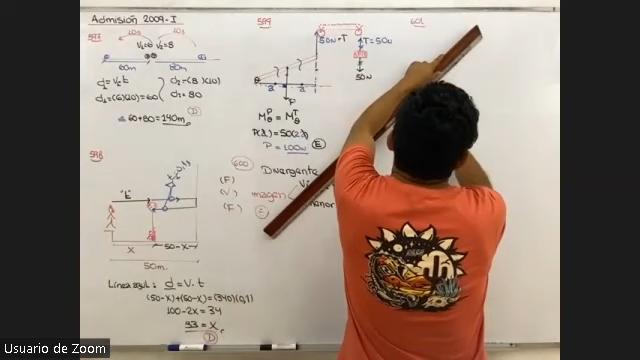 Admisión 2009-I
597
10s
10s
V₁=6
V₂=8
60m
80m
d=V.t
d₂=(8)(10)
d₁=(6)(10)=60
d₂=80
60+80=140m
D
598
"E"
x
50-x
50m.
Línea azul: d=V.t
(50-x)+(50-x)=(340)(0,1)
100-2x=34
33=x
D
599
50N=T
T=50N
50N
P
M =M
P(d)=50(2d)
P=100N
E
600
Divergente
(F)
(V)
imagen
(F)
menor
601
Usuario de Zoom